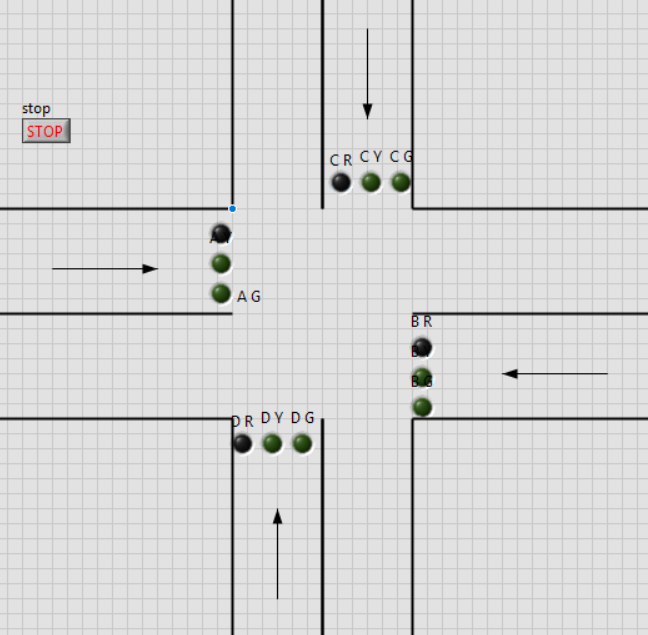 stop
STOP
C R C Y C G
A Y
A G
B R
B Y
B G
D R D Y D G